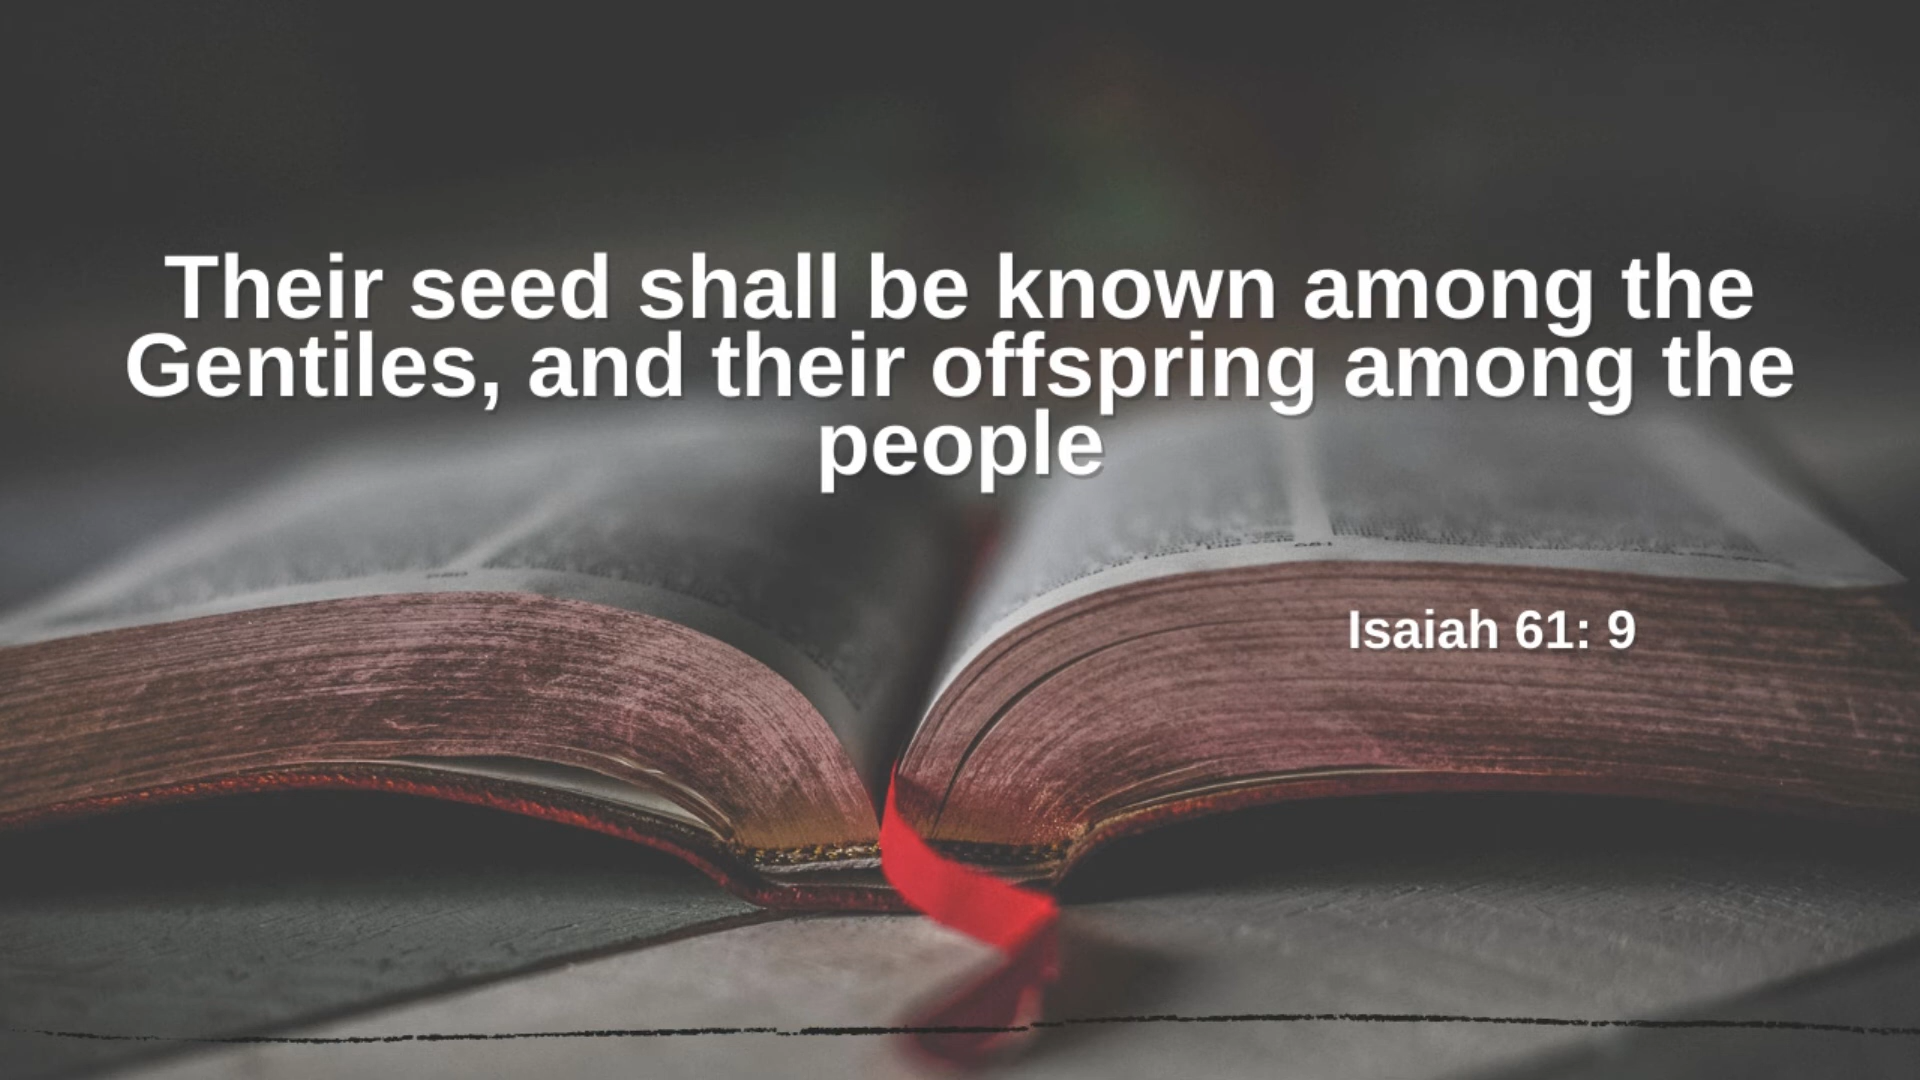 Their seed shall be known among the
Gentiles, and their offspring among the
people
Isaiah 61: 9